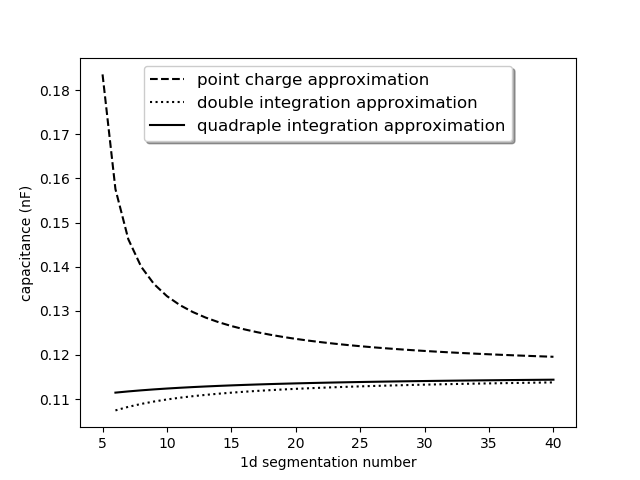 point charge approximation
double integration approximation
quadraple integration approximation
capacitance (nF)
0.18
0.17
0.16
0.15
0.14
0.13
0.12
0.11
5 10 15 20 25 30 35 40
1d segmentation number